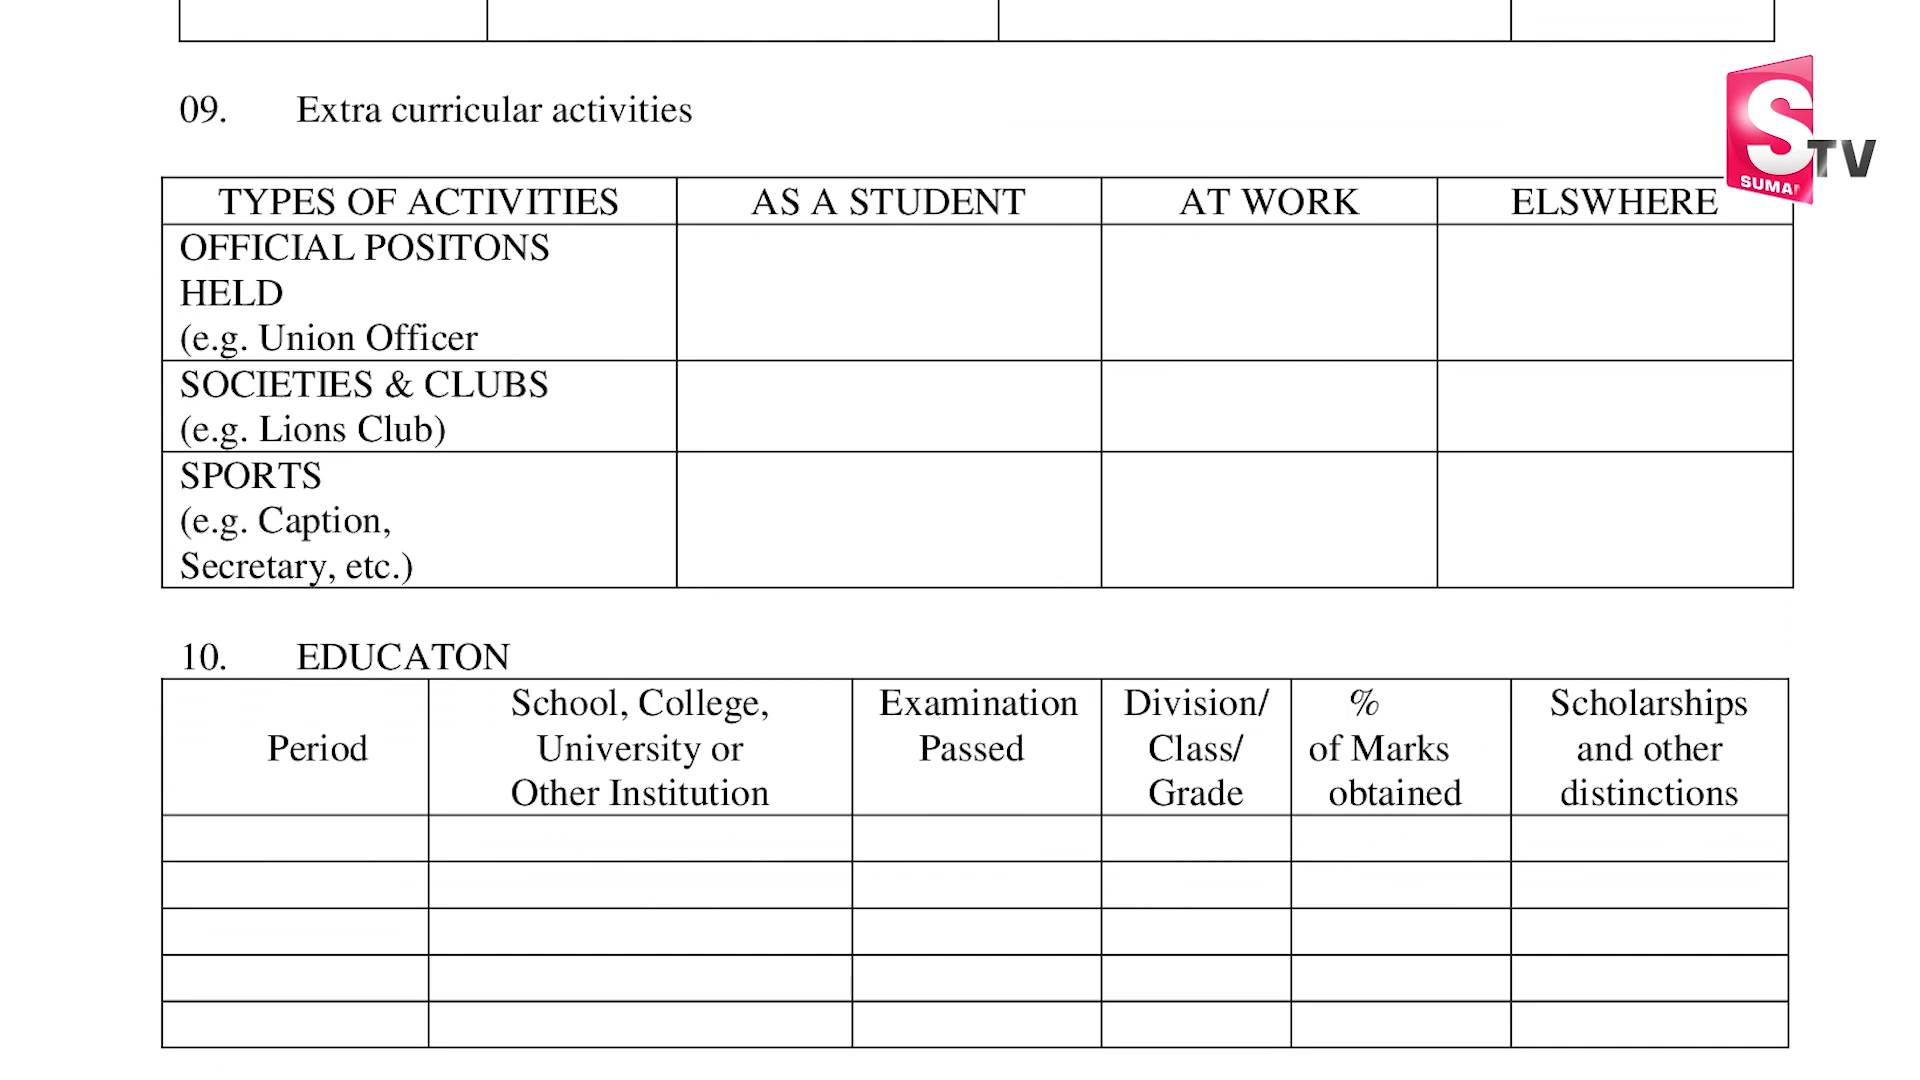 09. Extra curricular activities
S
TV
SUMAN
TYPES OF ACTIVITIES AS A STUDENT AT WORK ELSWHERE
OFFICIAL POSITONS
HELD
(e.g. Union Officer
SOCIETIES & CLUBS
(e.g. Lions Club)
SPORTS
(e.g. Caption,
Secretary, etc.)
10. EDUCATON
School, College, Examination Division/ % Scholarships
Period University or Passed Class/ of Marks and other
Other Institution Grade obtained distinctions